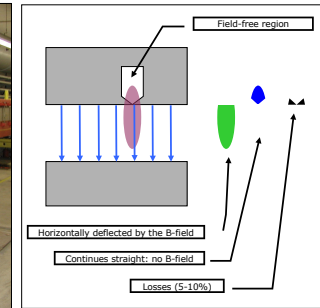 Field-free region
Horizontally deflected by the B-field
Continues straight: no B-field
Losses (5-10%)